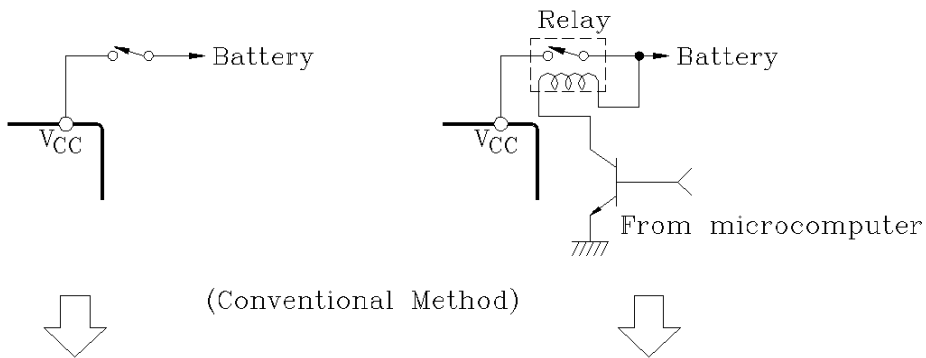 Relay
Battery
Battery
VCC
VCC
From microcomputer
(Conventional Method)